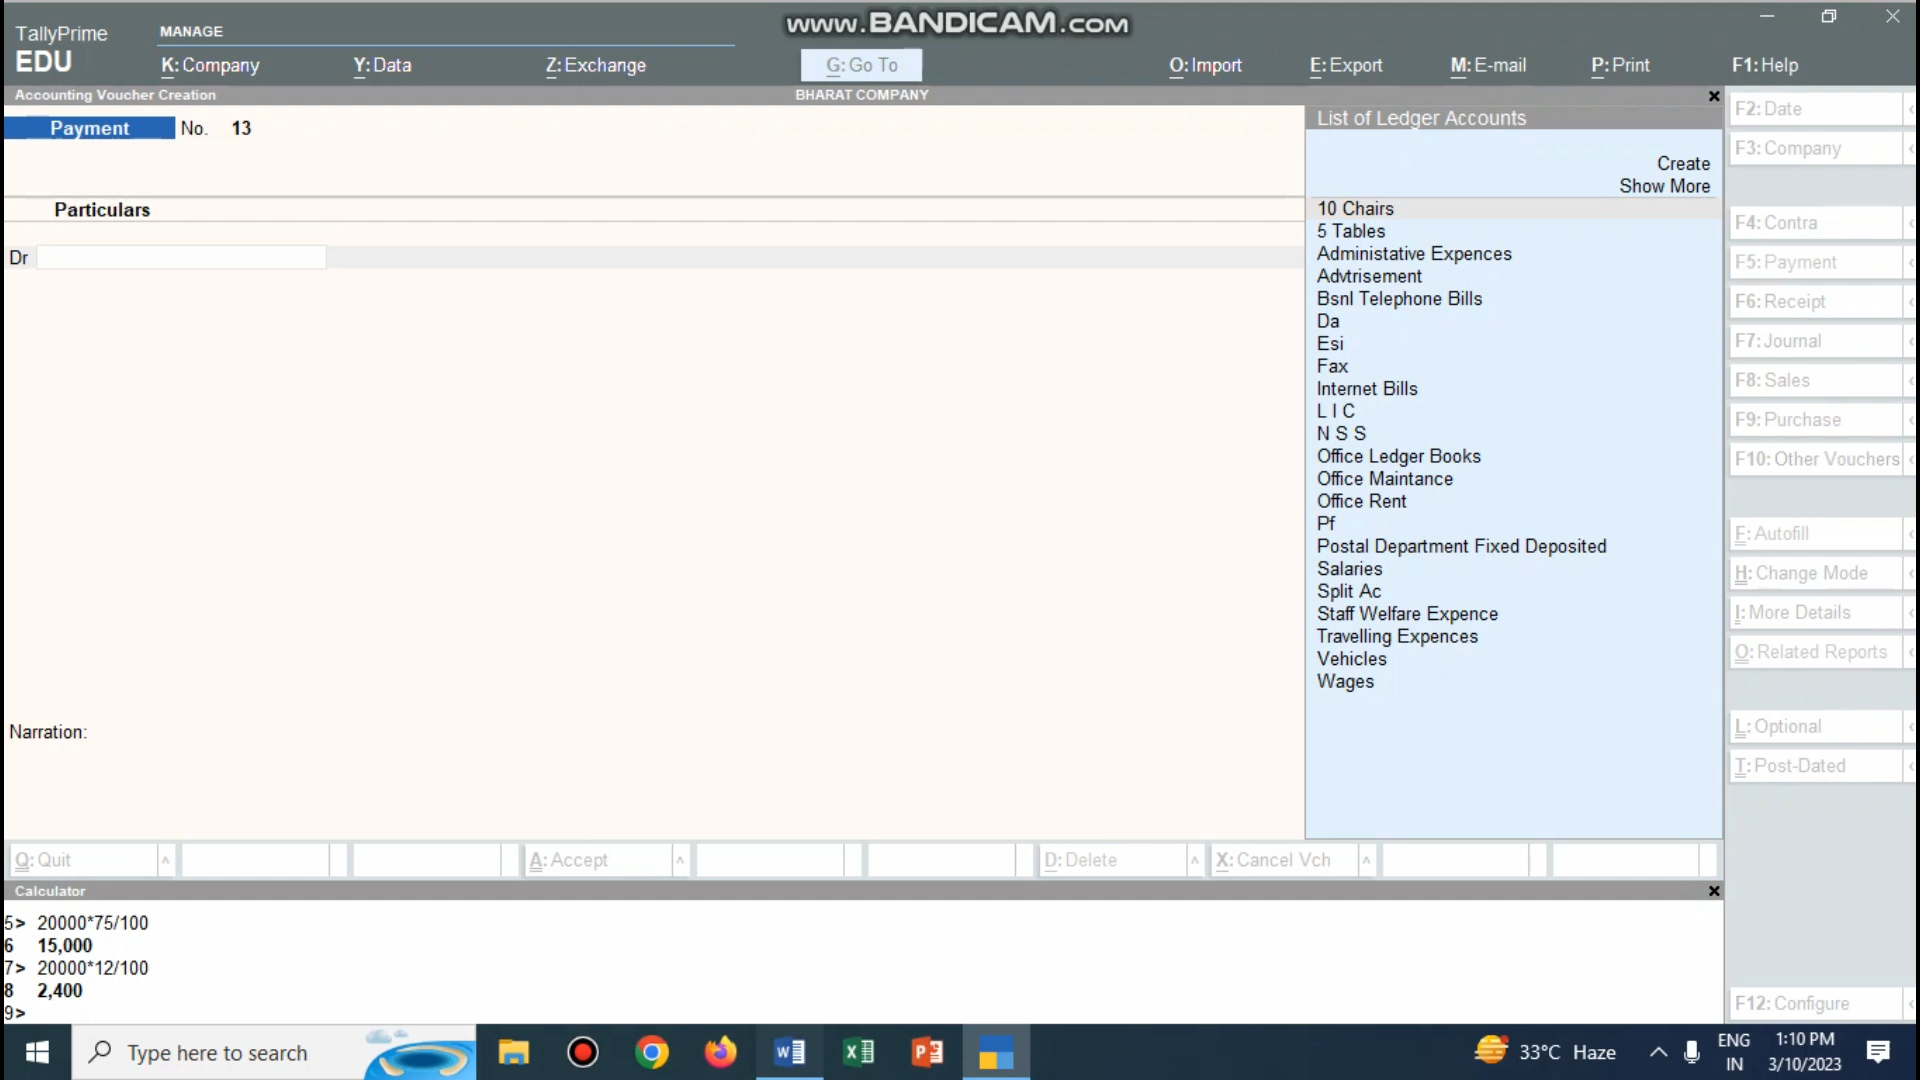 www.BANDICAM.com
TallyPrime
EDU
MANAGE
K: Company
Y: Data
Z: Exchange
G: Go To
O: Import
E: Export
M: E-mail
P: Print
F1: Help
Accounting Voucher Creation
BHARAT COMPANY
Payment No. 13
Particulars
Dr
Narration:
List of Ledger Accounts
Create
Show More
10 Chairs
5 Tables
Administative Expences
Advtrisement
Bsnl Telephone Bills
Da
Esi
Fax
Internet Bills
L I C
N S S
Office Ledger Books
Office Maintance
Office Rent
Pf
Postal Department Fixed Deposited
Salaries
Split Ac
Staff Welfare Expence
Travelling Expences
Vehicles
Wages
F2: Date
F3: Company
F4: Contra
F5: Payment
F6: Receipt
F7: Journal
F8: Sales
F9: Purchase
F10: Other Vouchers
F: Autofill
H: Change Mode
I: More Details
O: Related Reports
L: Optional
T: Post-Dated
F12: Configure
Q: Quit
A: Accept
D: Delete
X: Cancel Vch
Calculator
5> 20000*75/100
6 15,000
7> 20000*12/100
8 2,400
9>
Type here to search
33°C Haze
ENG
IN
1:10 PM
3/10/2023